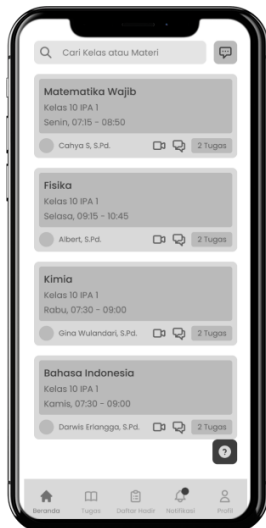 Cari Kelas atau Materi
Matematika Wajib
Kelas 10 IPA 1
Senin, 07:15 - 08:50
Cahya S, S.Pd.
2 Tugas
Fisika
Kelas 10 IPA 1
Selasa, 09:15 - 10:45
Albert, S.Pd.
2 Tugas
Kimia
Kelas 10 IPA 1
Rabu, 07:30 - 09:00
Gina Wulandari, S.Pd.
2 Tugas
Bahasa Indonesia
Kelas 10 IPA 1
Kamis, 07:30 - 09:00
Darwis Erlangga, S.Pd.
2 Tugas
?
Beranda Tugas Daftar Hadir Notifikasi Profil